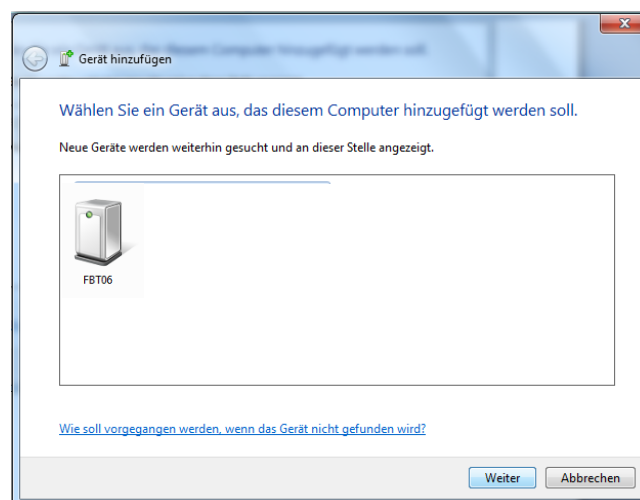 Gerät hinzufügen
Wählen Sie ein Gerät aus, das diesem Computer hinzugefügt werden soll.
Neue Geräte werden weiterhin gesucht und an dieser Stelle angezeigt.
FBT06
Wie soll vorgegangen werden, wenn das Gerät nicht gefunden wird?
Weiter
Abbrechen